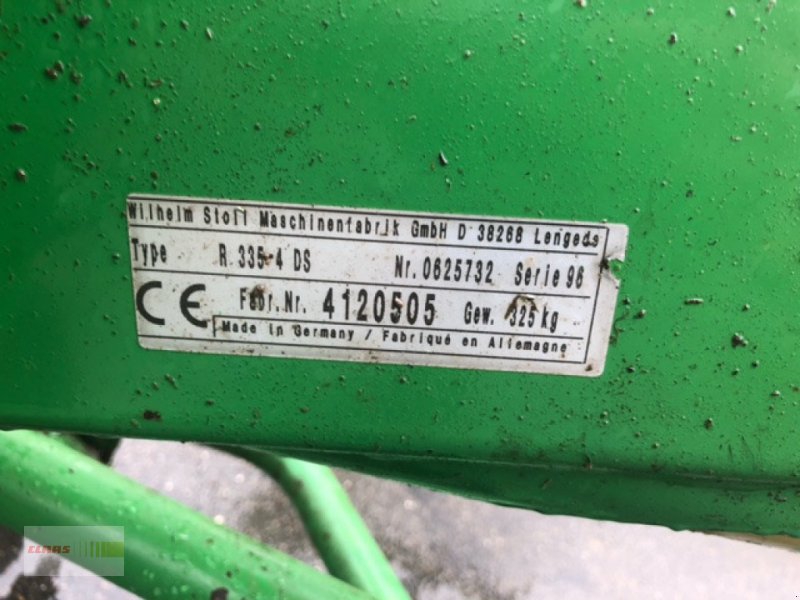 Wilhelm Stoll Maschinenfabrik GmbH D 38268 Lengede
Type R 335-4 DS Nr. 0625732 Serie 96
CE Fabr. Nr. 4120505 Gew. 325 kg
Made in Germany / Fabriqué en Allemagne
CLAAS